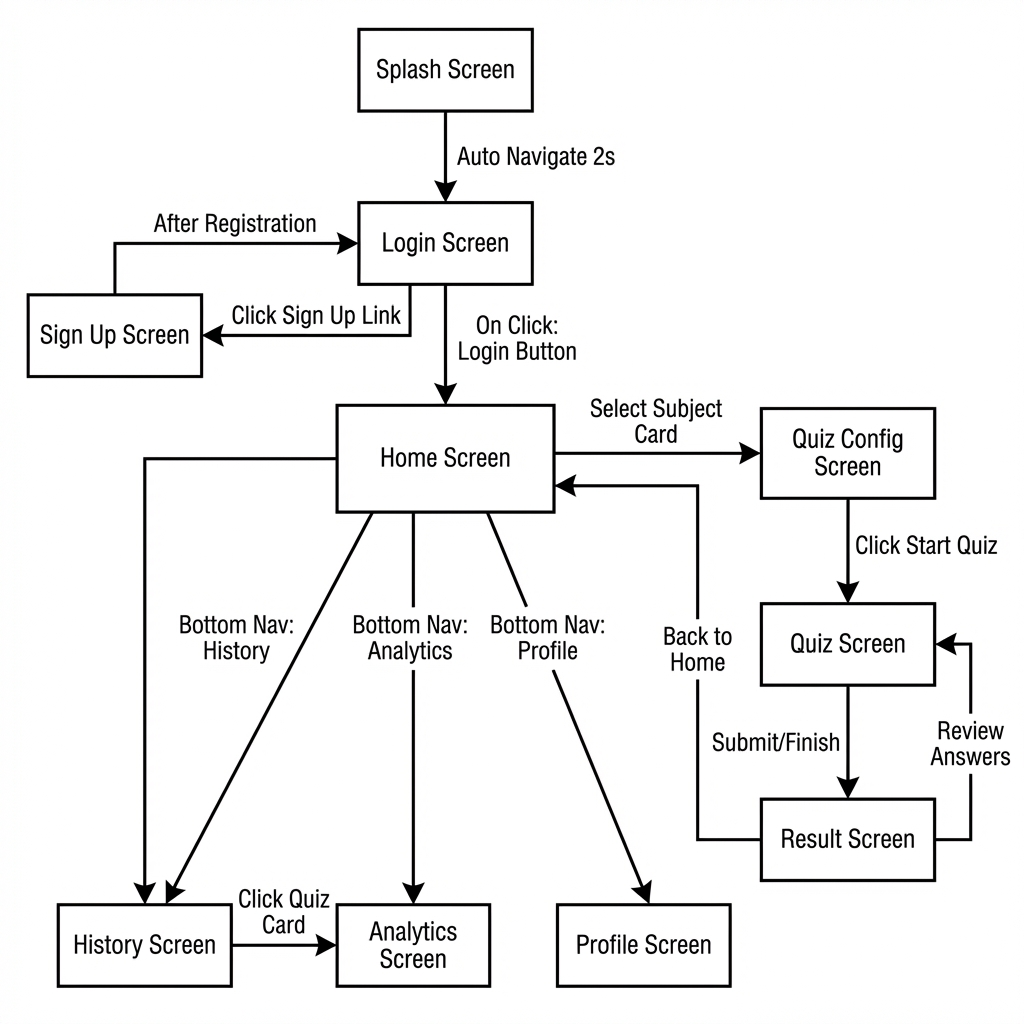 Splash Screen
Auto Navigate 2s
After Registration
Login Screen
Sign Up Screen
Click Sign Up Link
On Click:
Login Button
Home Screen
Select Subject
Card
Quiz Config
Screen
Click Start Quiz
Bottom Nav:
History
Bottom Nav:
Analytics
Bottom Nav:
Profile
Back to
Home
Quiz Screen
Submit/Finish
Review
Answers
Result Screen
History Screen
Click Quiz
Card
Analytics
Screen
Profile Screen